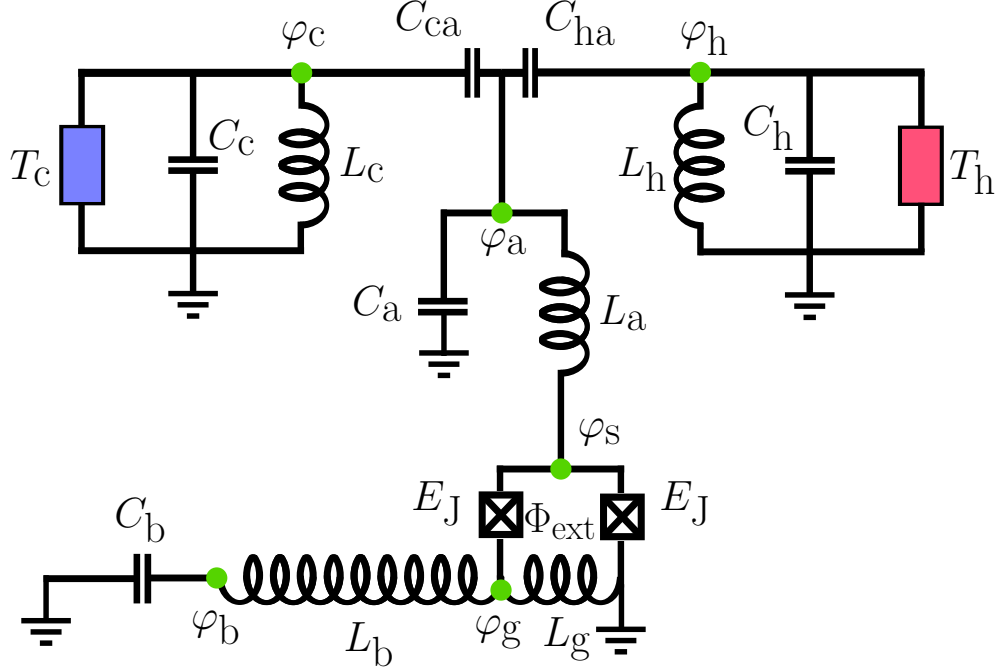 φc
Cca
Cha
φh
Tc
Cc
Lc
Lh
Ch
Th
φa
Ca
La
φs
EJ
Φext
EJ
Cb
φb
Lb
φg
Lg